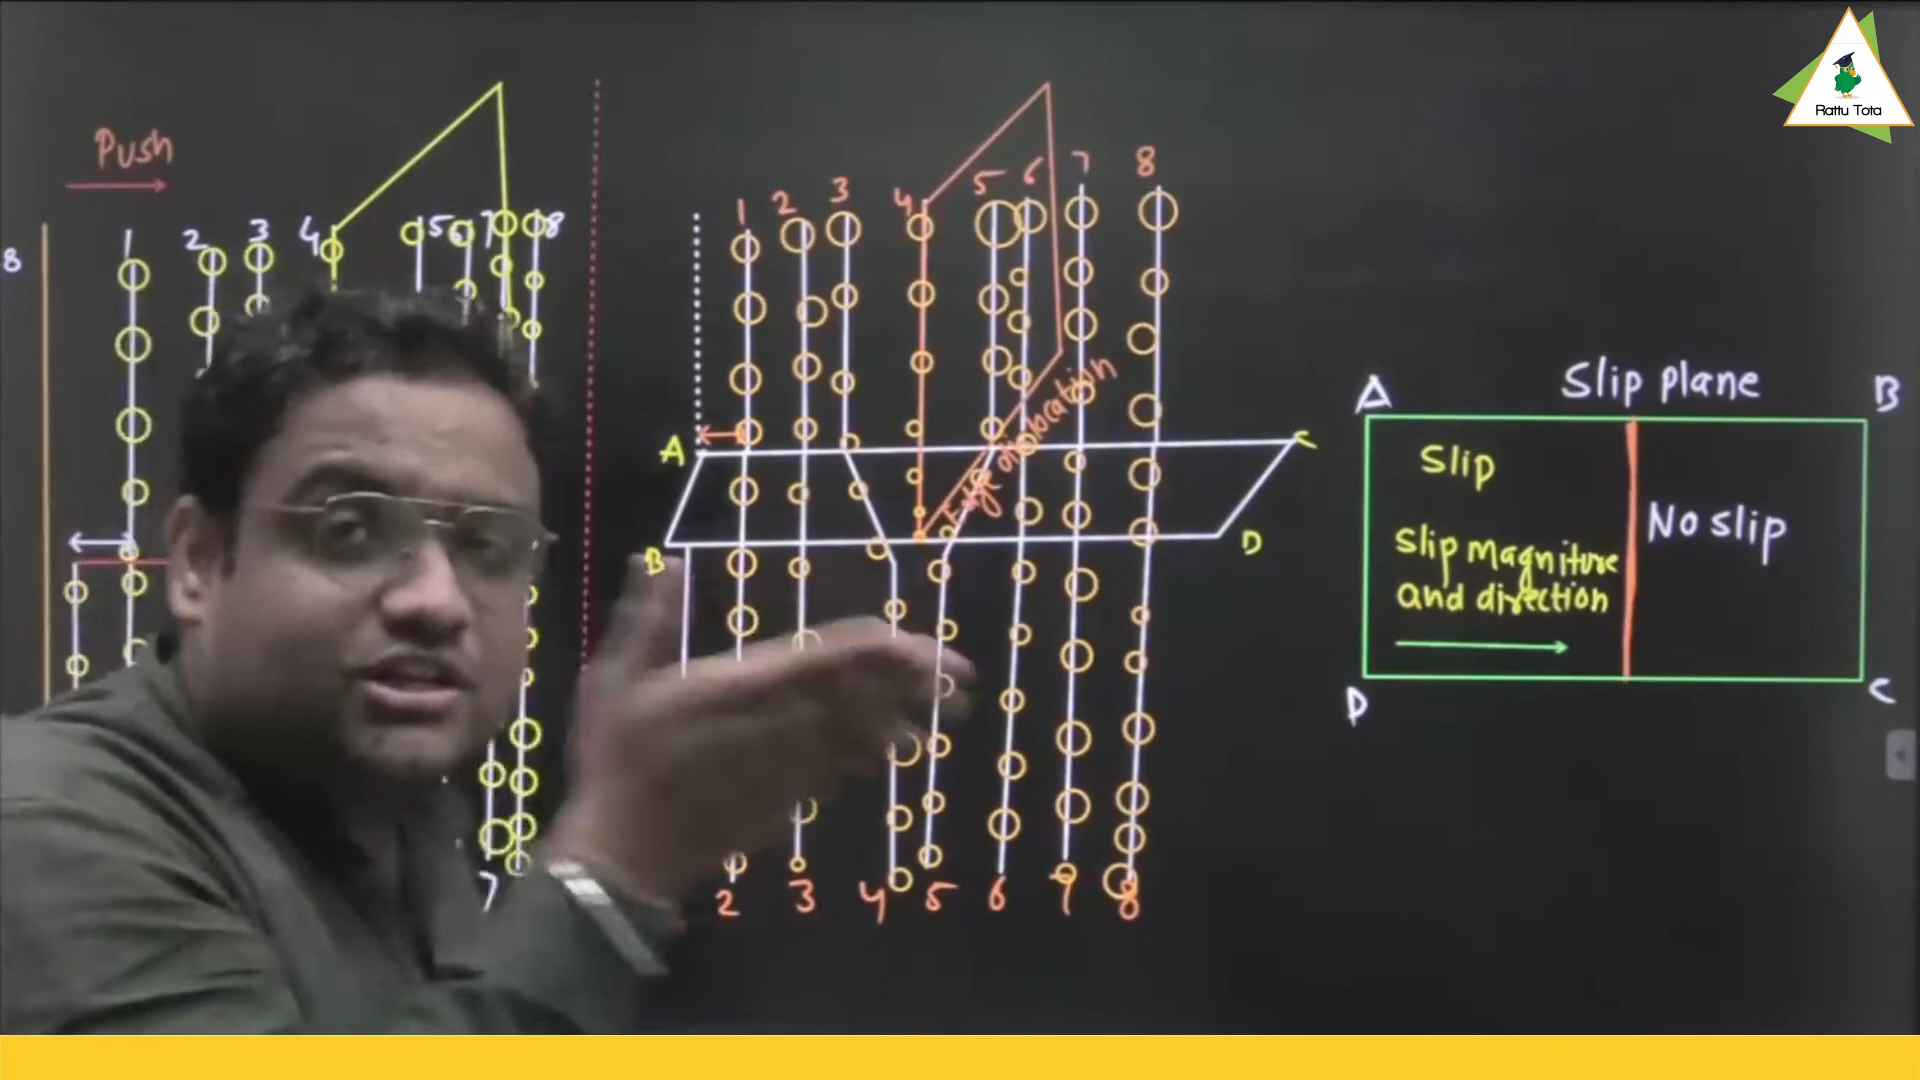 Rattu Tota
Push
8
1 2 3 4 5 6 7 8
7
1 2 3 4 5 6 7 8
A
C
B
D
Edge dislocation
2 3 4 5 6 7 8
Slip plane
A
B
Slip
No slip
Slip magniture
and direction
D
C